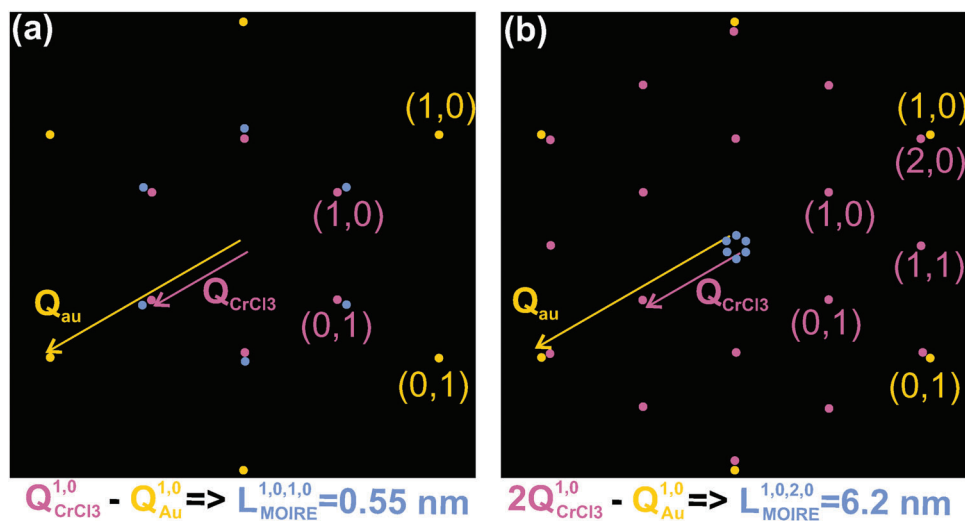 (a)
(1,0)
(1,0)
Q_au
Q_CrCl3
(0,1)
(0,1)
Q^1,0_CrCl3 - Q^1,0_Au => L^1,0,1,0_MOIRE=0.55 nm
(b)
(1,0)
(2,0)
(1,0)
(1,1)
Q_au
Q_CrCl3
(0,1)
(0,1)
2Q^1,0_CrCl3 - Q^1,0_Au => L^1,0,2,0_MOIRE=6.2 nm